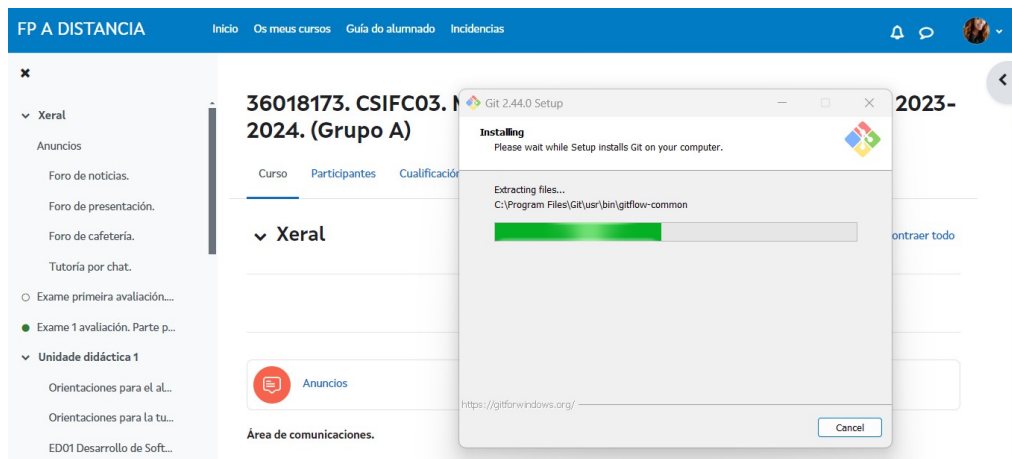 FP A DISTANCIA
Inicio Os meus cursos Guía do alumnado Incidencias
Xeral
Anuncios
Foro de noticias.
Foro de presentación.
Foro de cafetería.
Tutoría por chat.
Exame primeira avaliación....
Exame 1 avaliación. Parte p...
Unidade didáctica 1
Orientaciones para el al...
Orientaciones para la tu...
ED01 Desarrollo de Soft...
36018173. CSIFC03. 2023-
2024. (Grupo A)
Curso Participantes Cualificación
Xeral
ontraer todo
Anuncios
Área de comunicaciones.
Git 2.44.0 Setup
Installing
Please wait while Setup installs Git on your computer.
Extracting files...
C:\Program Files\Git\usr\bin\gitflow-common
https://gitforwindows.org/
Cancel